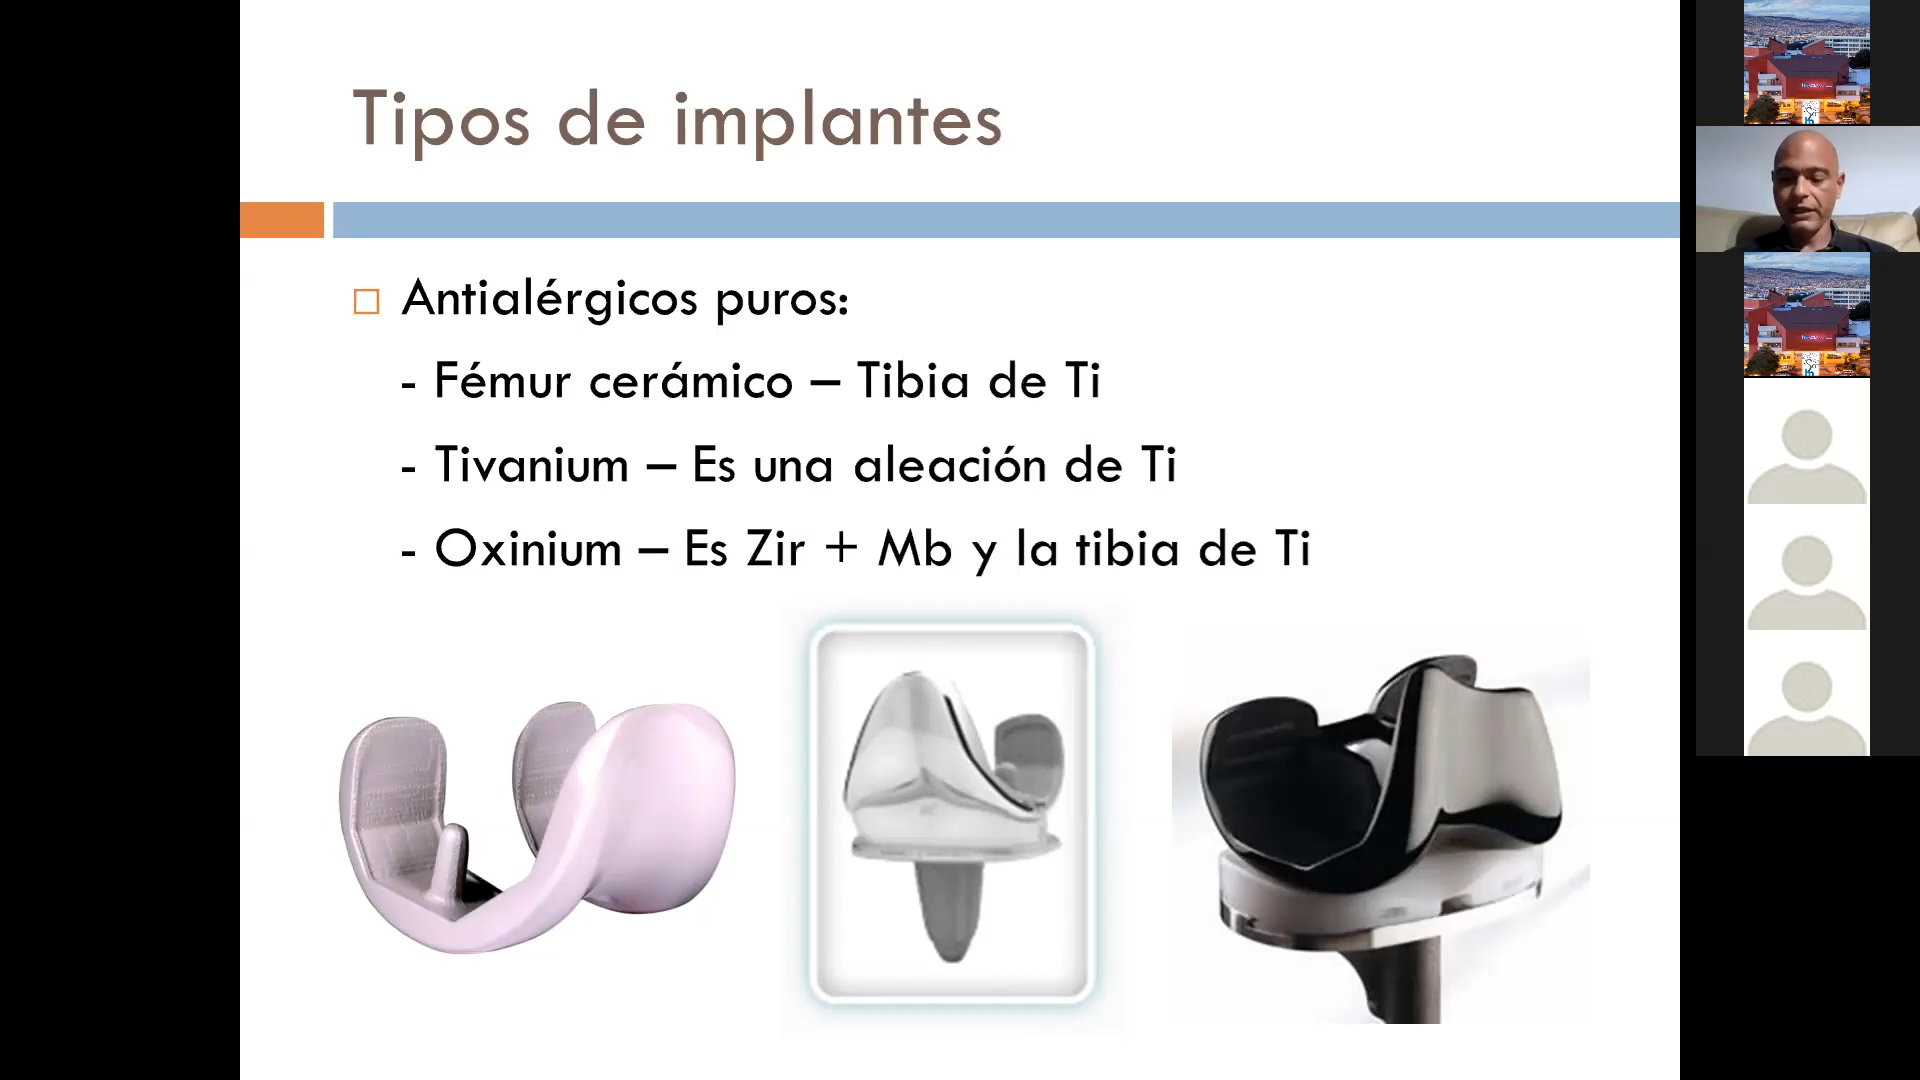 Tipos de implantes
Antialérgicos puros:
- Fémur cerámico – Tibia de Ti
- Tivanium – Es una aleación de Ti
- Oxinium – Es Zir + Mb y la tibia de Ti